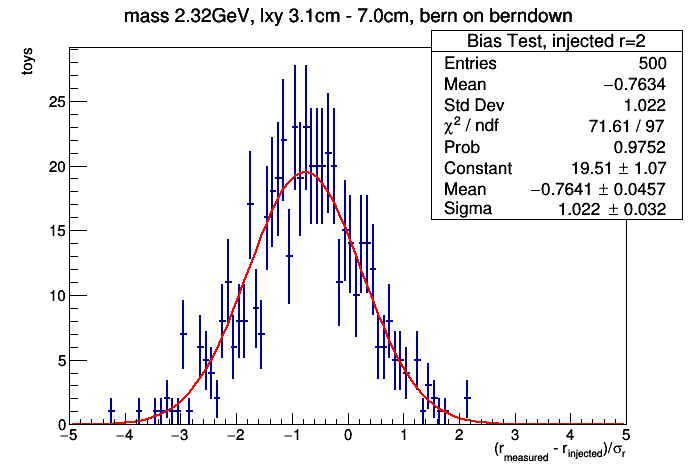 mass 2.32GeV, lxy 3.1cm - 7.0cm, bern on berndown
toys
Bias Test, injected r=2
Entries 500
Mean −0.7634
Std Dev 1.022
χ² / ndf 71.61 / 97
Prob 0.9752
Constant 19.51 ± 1.07
Mean −0.7641 ± 0.0457
Sigma 1.022 ± 0.032
25
20
15
10
5
0
−5 −4 −3 −2 −1 0 1 2 3 4 5
(r_measured - r_injected)/σ_r